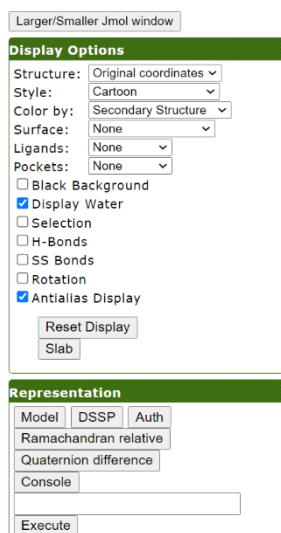 Larger/Smaller Jmol window
Display Options
Structure: Original coordinates
Style: Cartoon
Color by: Secondary Structure
Surface: None
Ligands: None
Pockets: None
Black Background
Display Water
Selection
H-Bonds
SS Bonds
Rotation
Antialias Display
Reset Display
Slab
Representation
Model DSSP Auth
Ramachandran relative
Quaternion difference
Console
Execute